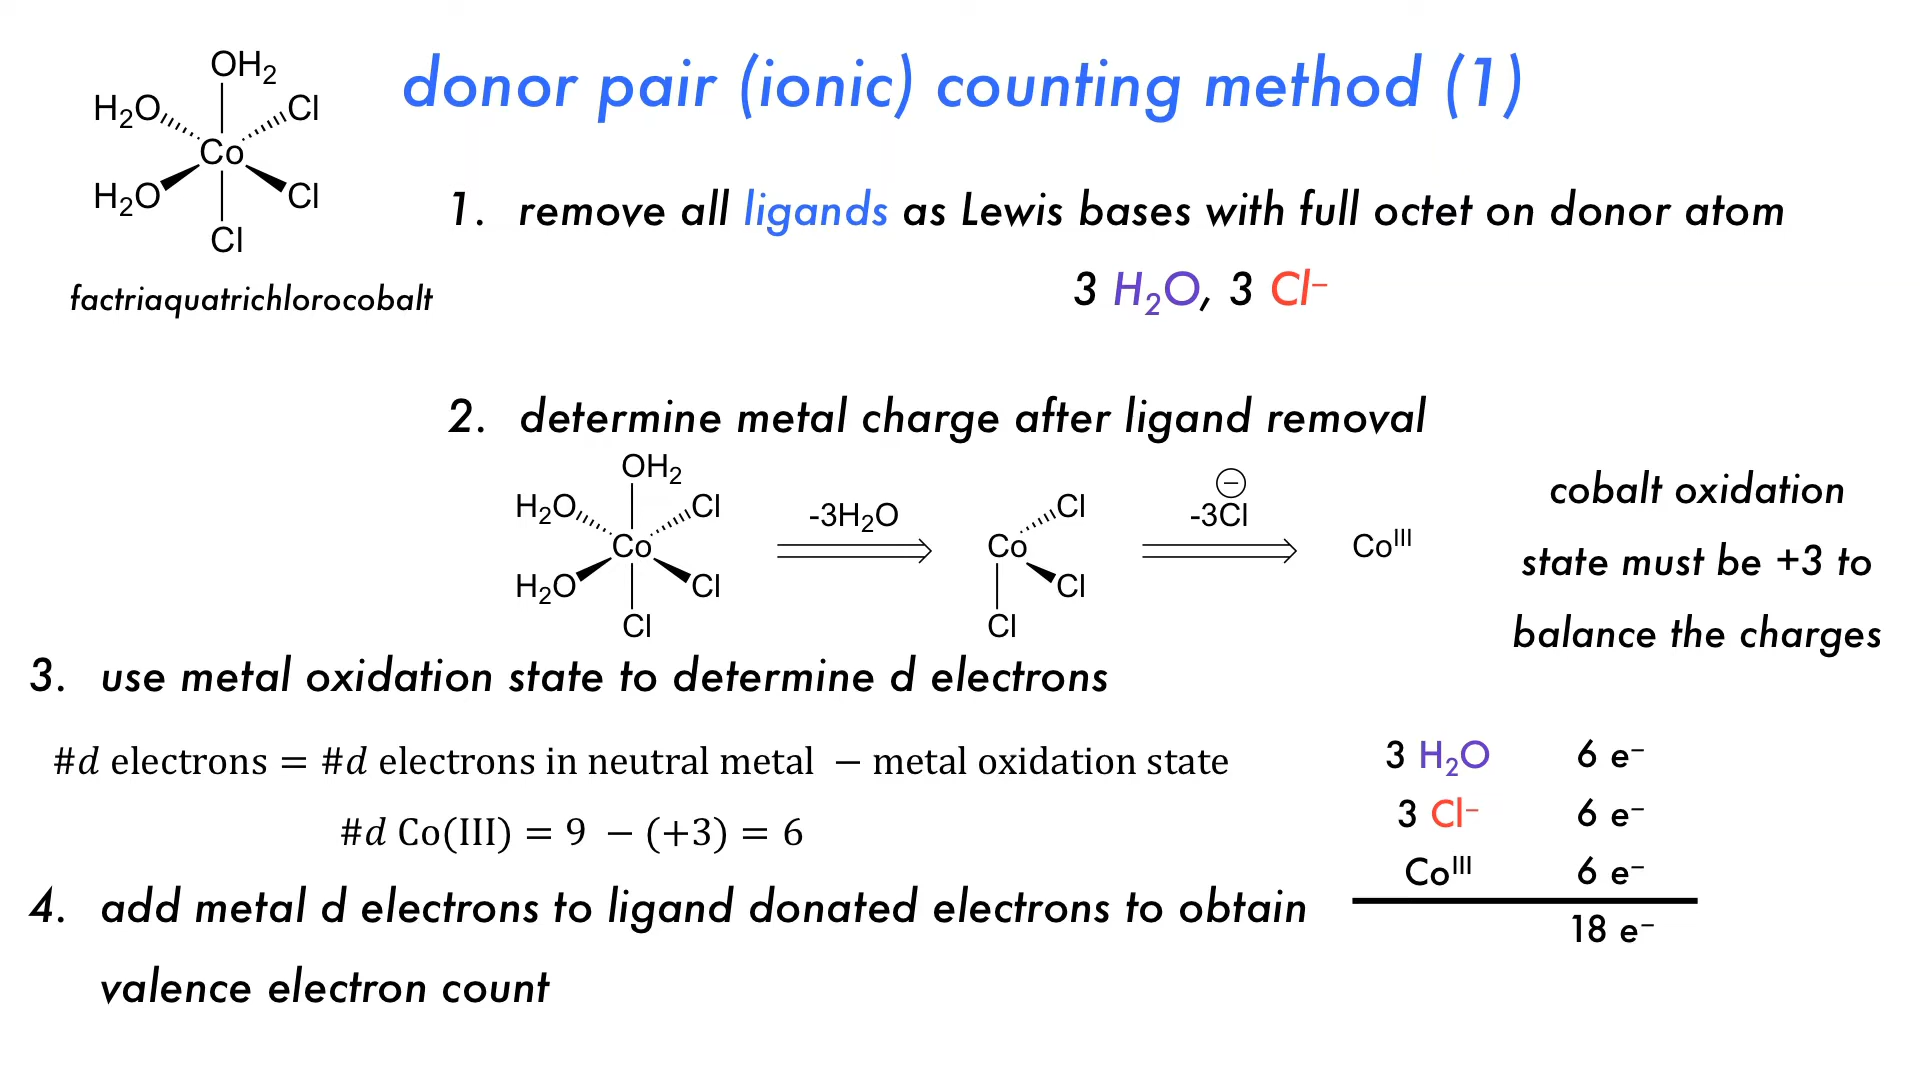 donor pair (ionic) counting method (1)
OH₂
H₂O Cl
Co
H₂O Cl
Cl
factriaquatrichlorocobalt
1. remove all ligands as Lewis bases with full octet on donor atom
3 H₂O, 3 Cl⁻
2. determine metal charge after ligand removal
OH₂
H₂O Cl
Co
H₂O Cl
Cl
-3H₂O
Cl
Co
Cl
Cl
⊖
-3Cl
Coᴵᴵᴵ
cobalt oxidation
state must be +3 to
balance the charges
3. use metal oxidation state to determine d electrons
#d electrons = #d electrons in neutral metal − metal oxidation state
#d Co(III) = 9 − (+3) = 6
4. add metal d electrons to ligand donated electrons to obtain
valence electron count
3 H₂O 6 e⁻
3 Cl⁻ 6 e⁻
Coᴵᴵᴵ 6 e⁻
18 e⁻